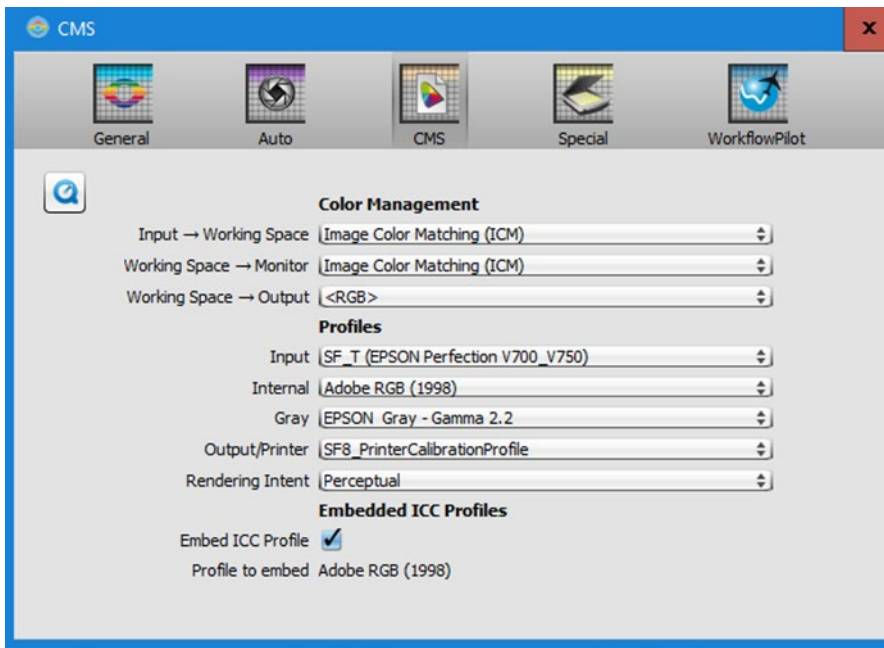 CMS
x
General Auto CMS Special WorkflowPilot
Color Management
Input → Working Space Image Color Matching (ICM)
Working Space → Monitor Image Color Matching (ICM)
Working Space → Output <RGB>
Profiles
Input SF_T (EPSON Perfection V700_V750)
Internal Adobe RGB (1998)
Gray EPSON Gray - Gamma 2.2
Output/Printer SF8_PrinterCalibrationProfile
Rendering Intent Perceptual
Embedded ICC Profiles
Embed ICC Profile
Profile to embed Adobe RGB (1998)